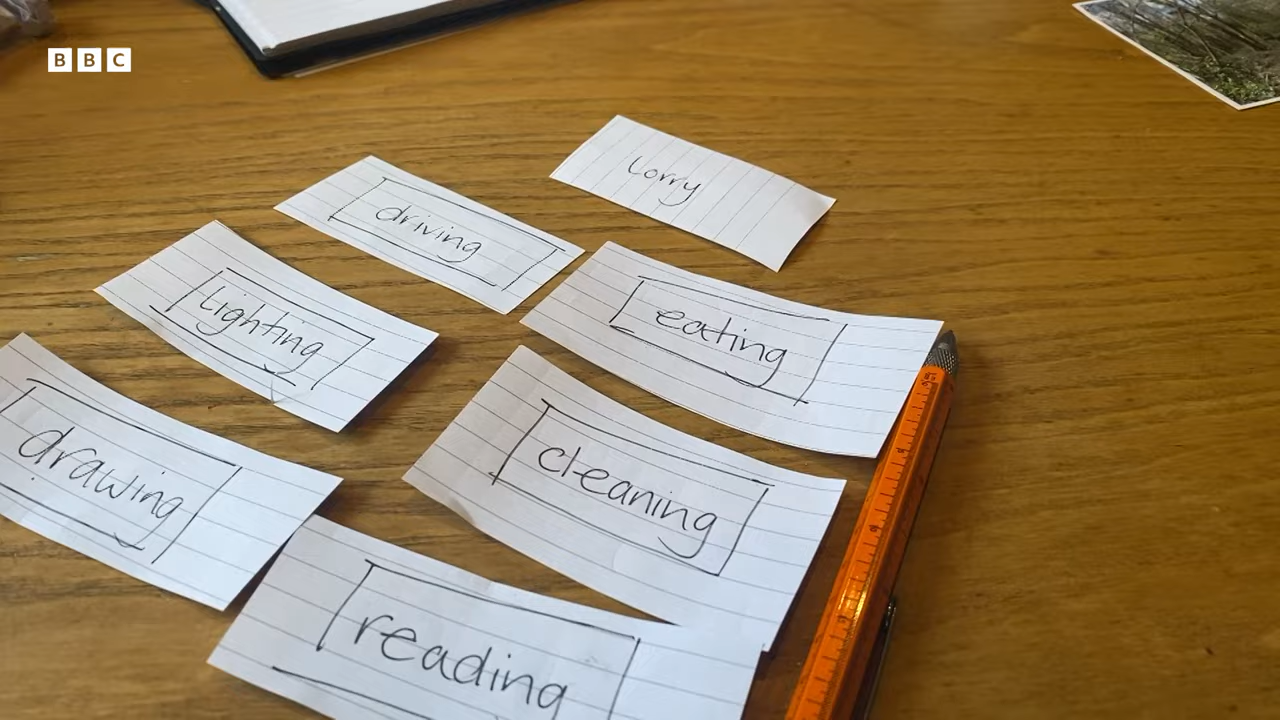 BBC
lorry
driving
eating
lighting
cleaning
drawing
reading